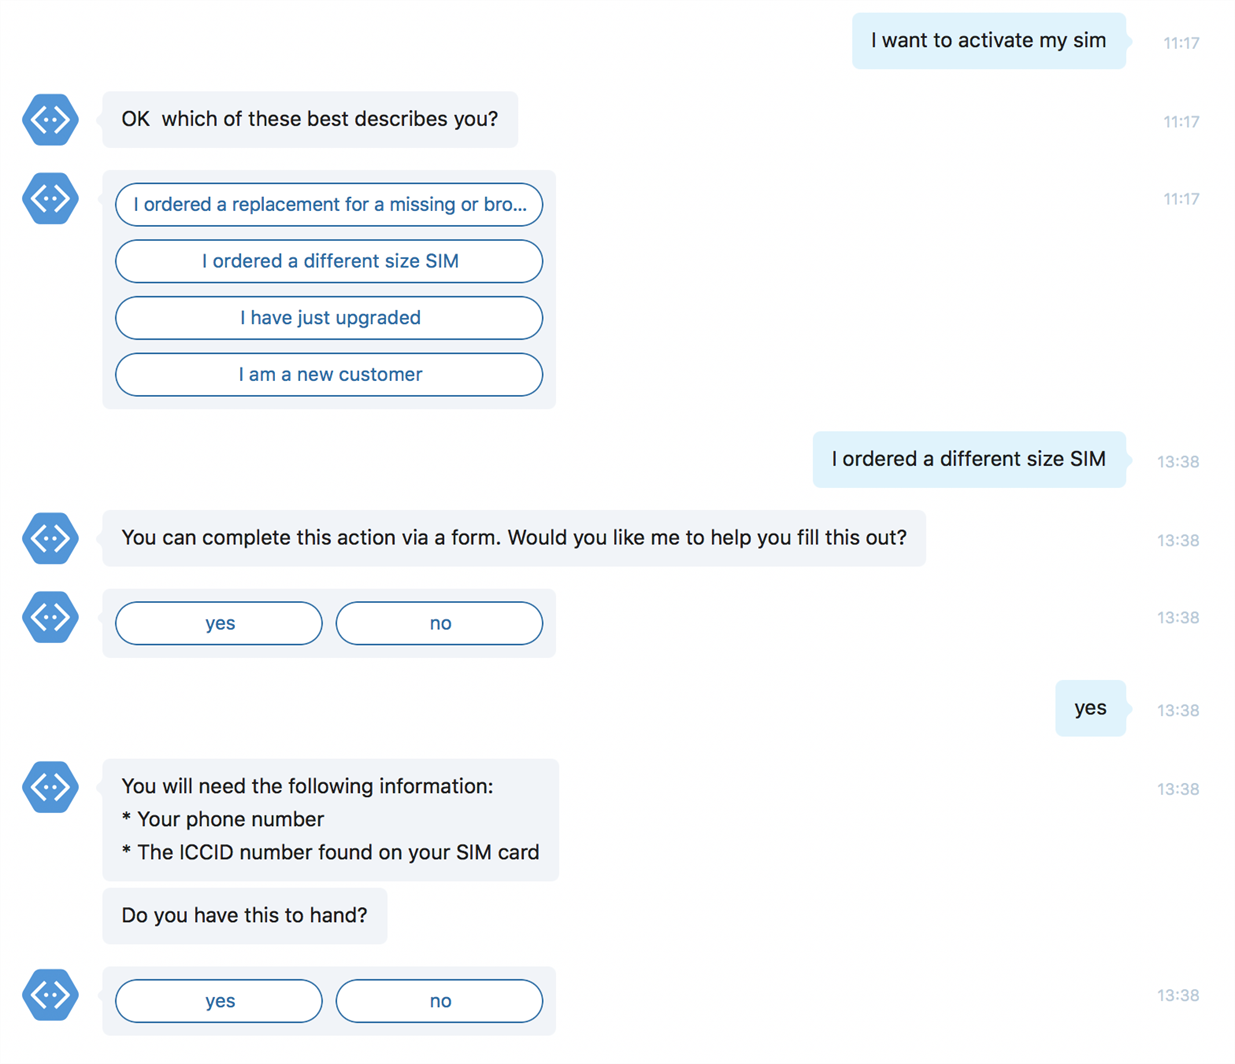 I want to activate my sim
11:17
OK  which of these best describes you?
11:17
I ordered a replacement for a missing or bro...
11:17
I ordered a different size SIM
I have just upgraded
I am a new customer
I ordered a different size SIM
13:38
You can complete this action via a form. Would you like me to help you fill this out?
13:38
yes
no
13:38
yes
13:38
You will need the following information:
13:38
* Your phone number
* The ICCID number found on your SIM card
Do you have this to hand?
yes
no
13:38